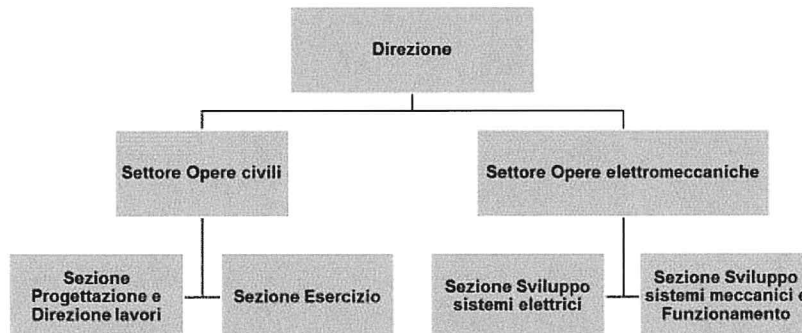 Direzione
Settore Opere civili
Settore Opere elettromeccaniche
Sezione
Progettazione e
Direzione lavori
Sezione Esercizio
Sezione Sviluppo
sistemi elettrici
Sezione Sviluppo
sistemi meccanici e
Funzionamento